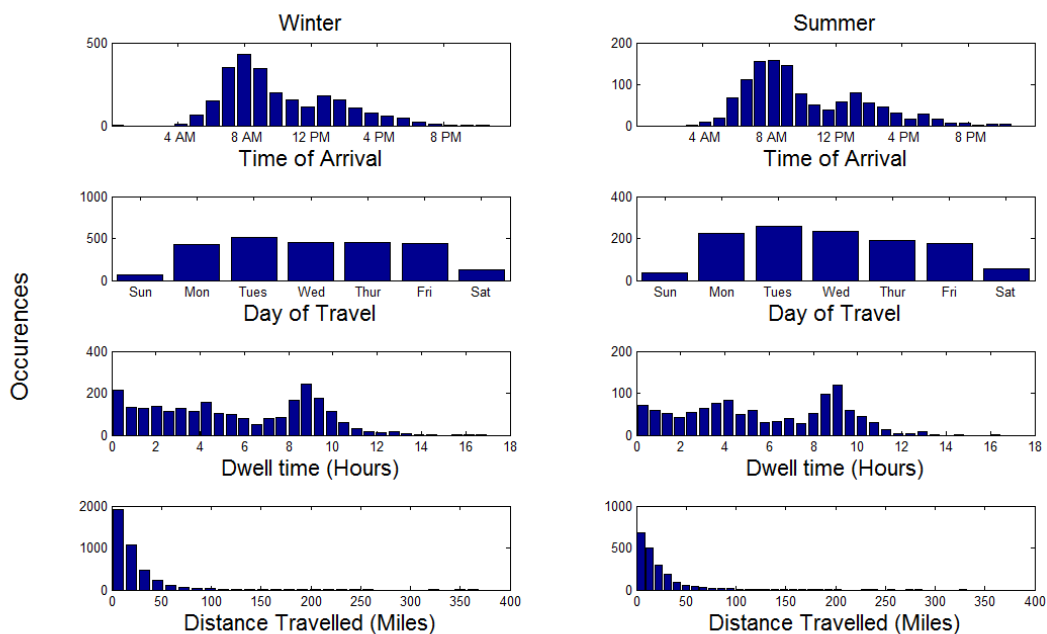 Winter
500
0
4 AM 8 AM 12 PM 4 PM 8 PM
Time of Arrival
Summer
200
100
0
4 AM 8 AM 12 PM 4 PM 8 PM
Time of Arrival
1000
500
0
Sun Mon Tues Wed Thur Fri Sat
Day of Travel
400
200
0
Sun Mon Tues Wed Thur Fri Sat
Day of Travel
Occurences
400
200
0
0 2 4 6 8 10 12 14 16 18
Dwell time (Hours)
200
100
0
0 2 4 6 8 10 12 14 16 18
Dwell time (Hours)
2000
1000
0
0 50 100 150 200 250 300 350 400
Distance Travelled (Miles)
1000
500
0
0 50 100 150 200 250 300 350 400
Distance Travelled (Miles)